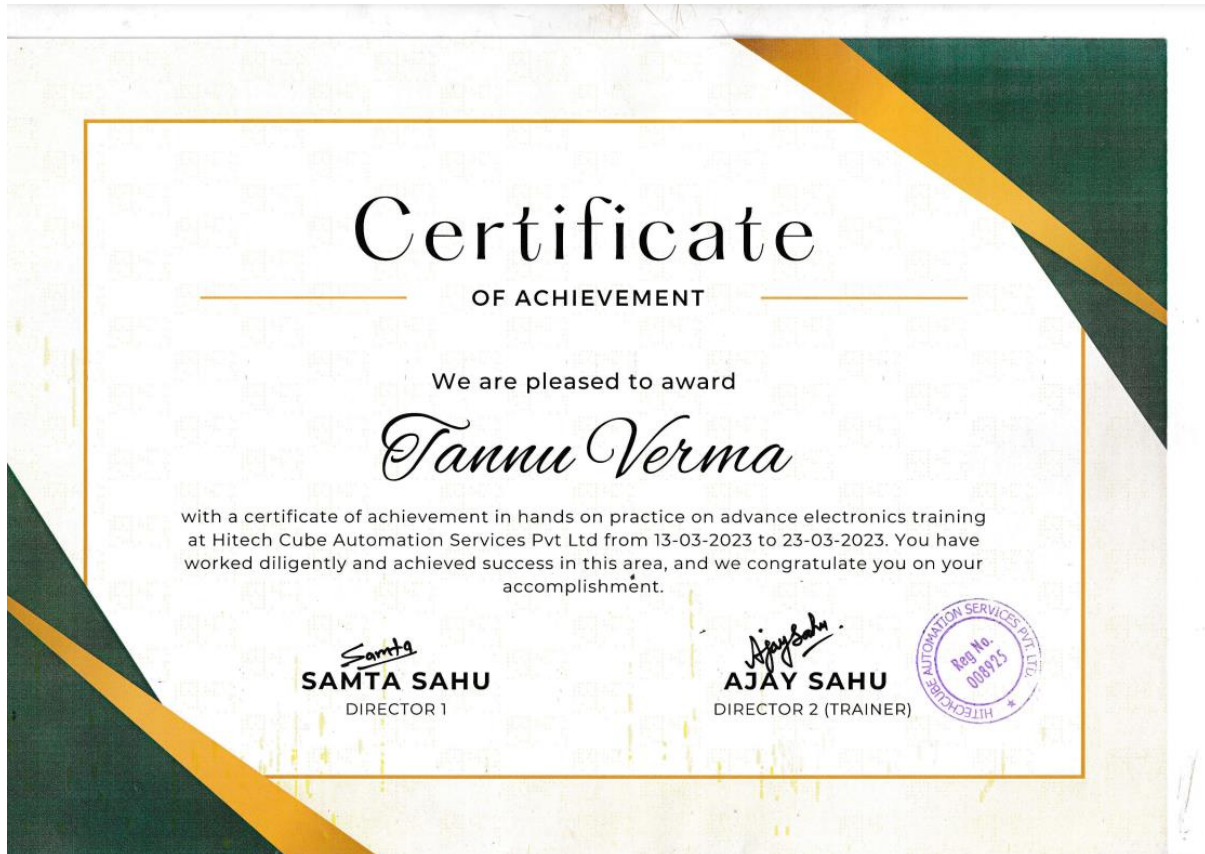 Certificate
OF ACHIEVEMENT
We are pleased to award
Tannu Verma
with a certificate of achievement in hands on practice on advance electronics training
at Hitech Cube Automation Services Pvt Ltd from 13-03-2023 to 23-03-2023. You have
worked diligently and achieved success in this area, and we congratulate you on your
accomplishment.
Samta
SAMTA SAHU
DIRECTOR 1
Ajay Sahu
AJAY SAHU
DIRECTOR 2 (TRAINER)
HITECHCUBE AUTOMATION SERVICES PVT. LTD.
Reg No.
008925